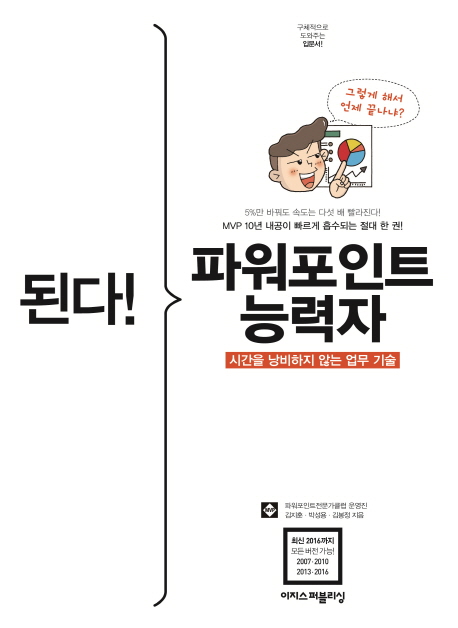 구체적으로
도와주는
입문서!
그렇게 해서
언제 끝나냐?
5%만 바꿔도 속도는 다섯 배 빨라진다!
MVP 10년 내공이 빠르게 흡수되는 절대 한 권!
된다!
파워포인트
능력자
시간을 낭비하지 않는 업무 기술
MVP
파워포인트전문가클럽 운영진
김지훈 · 박성용 · 김봉정 지음
최신 2016까지
모든 버전 가능!
2007·2010
2013·2016
이지스 퍼블리싱